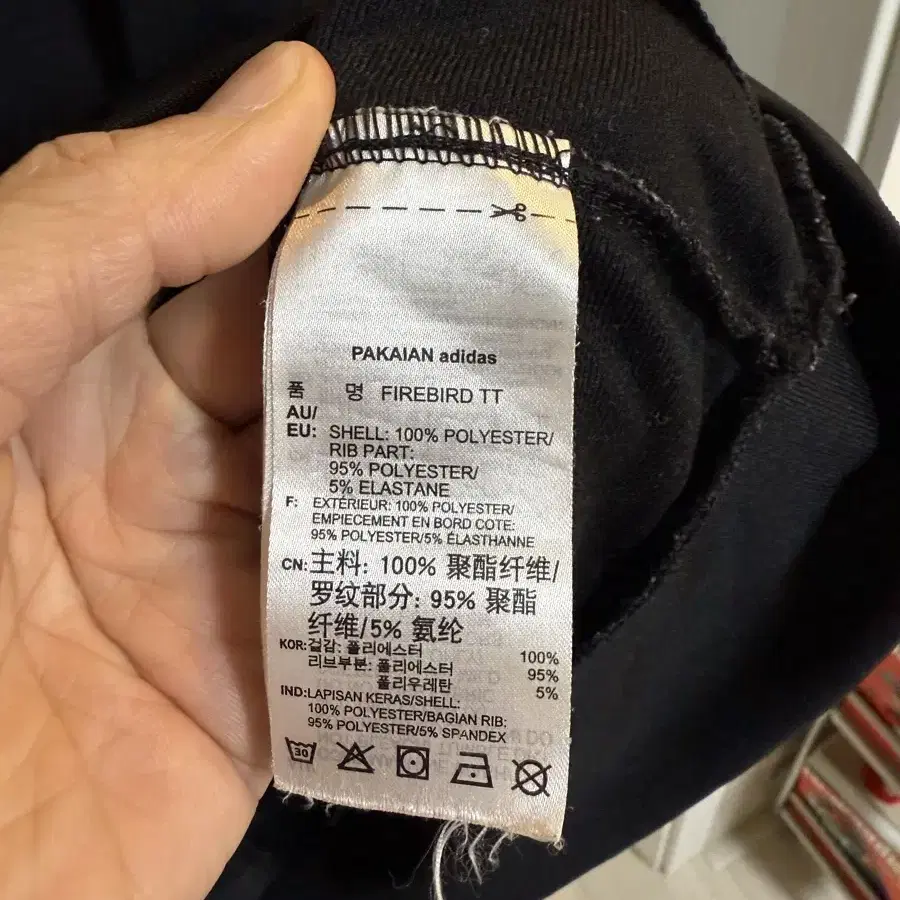 PAKAIAN adidas
품 명 FIREBIRD TT
AU/
EU: SHELL: 100% POLYESTER/
RIB PART:
95% POLYESTER/
5% ELASTANE
F: EXTÉRIEUR: 100% POLYESTER/
EMPIECEMENT EN BORD COTE:
95% POLYESTER/5% ÉLASTHANNE
CN: 主料: 100% 聚酯纤维/
罗纹部分: 95% 聚酯
纤维/5% 氨纶
KOR: 겉감: 폴리에스터 100%
리브부분: 폴리에스터 95%
폴리우레탄 5%
IND: LAPISAN KERAS/SHELL:
100% POLYESTER/BAGIAN RIB:
95% POLYESTER/5% SPANDEX
30